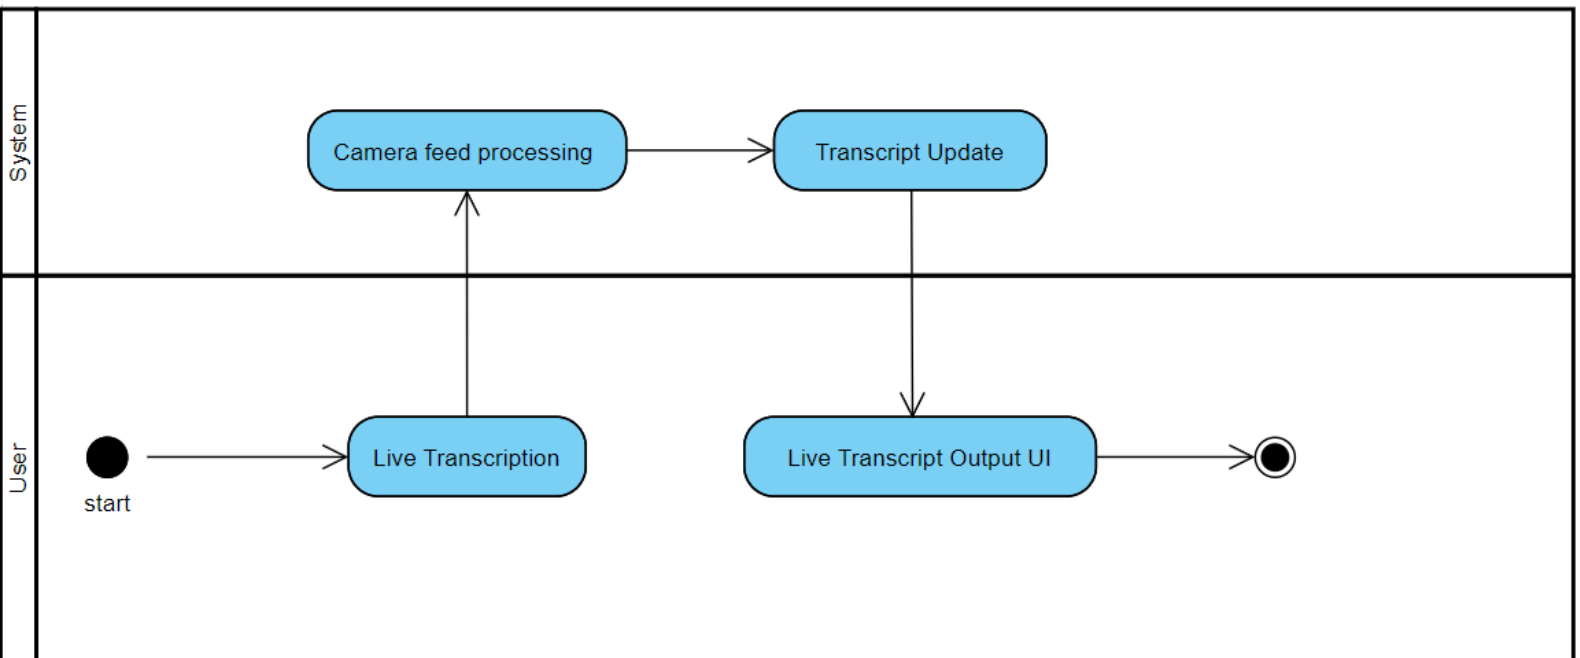 System
Camera feed processing
Transcript Update
User
start
Live Transcription
Live Transcript Output UI